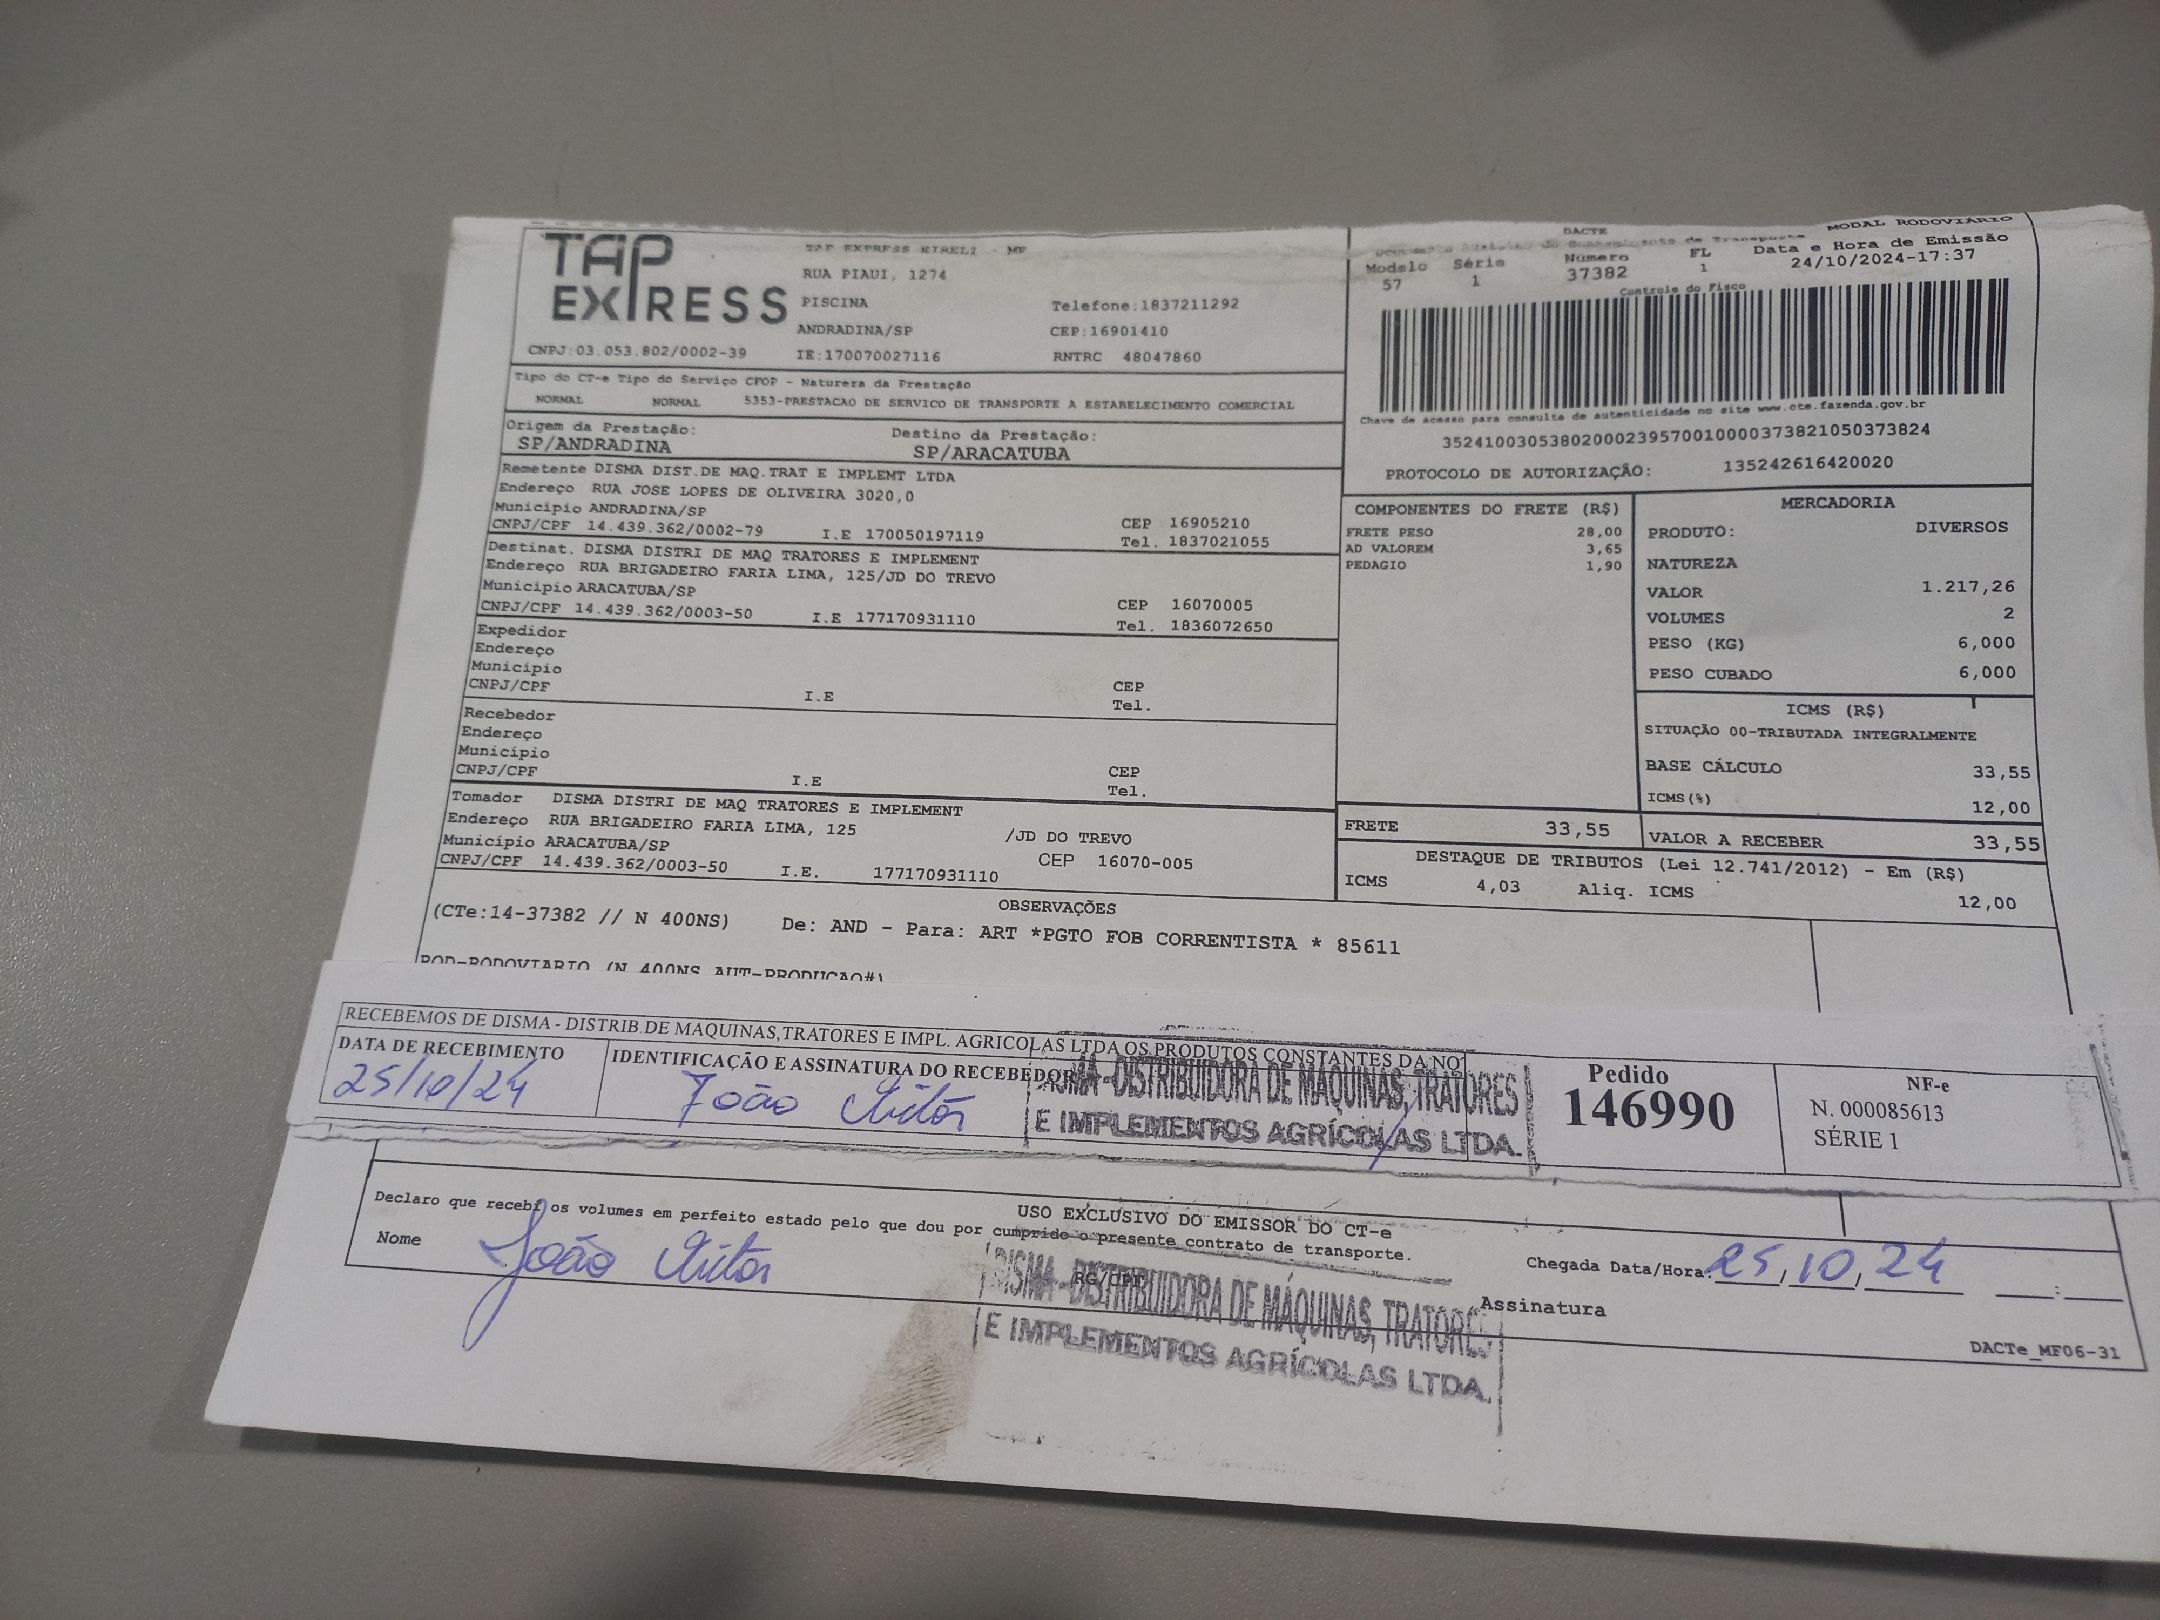 TAP
EXPRESS
TAP EXPRESS EIRELI - ME
RUA PIAUI, 1274
PISCINA
Telefone:1837211292
ANDRADINA/SP
CEP:16901410
CNPJ:03.053.802/0002-39
IE:170070027116
RNTRC 48047860
DACTE
MODAL RODOVIÁRIO
Modelo Série Número FL Data e Hora de Emissão
57 1 37382 1 24/10/2024-17:37
Controle do Fisco
Chave de acesso para consulta de autenticidade no site www.cte.fazenda.gov.br
35241003053802000239570010000373821050373824
PROTOCOLO DE AUTORIZAÇÃO: 135242616420020
Tipo do CT-e Tipo do Serviço CFOP - Natureza da Prestação
NORMAL NORMAL 5353-PRESTACAO DE SERVICO DE TRANSPORTE A ESTABELECIMENTO COMERCIAL
Origem da Prestação: Destino da Prestação:
SP/ANDRADINA SP/ARACATUBA
Remetente DISMA DIST.DE MAQ.TRAT E IMPLEMT LTDA
Endereço RUA JOSE LOPES DE OLIVEIRA 3020,0
Município ANDRADINA/SP CEP 16905210
CNPJ/CPF 14.439.362/0002-79 I.E 170050197119 Tel. 1837021055
Destinat. DISMA DISTRI DE MAQ TRATORES E IMPLEMENT
Endereço RUA BRIGADEIRO FARIA LIMA, 125/JD DO TREVO
Município ARACATUBA/SP CEP 16070005
CNPJ/CPF 14.439.362/0003-50 I.E 177170931110 Tel. 1836072650
Expedidor
Endereço
Município CEP
CNPJ/CPF I.E Tel.
Recebedor
Endereço
Município CEP
CNPJ/CPF I.E Tel.
Tomador DISMA DISTRI DE MAQ TRATORES E IMPLEMENT
Endereço RUA BRIGADEIRO FARIA LIMA, 125 /JD DO TREVO
Município ARACATUBA/SP CEP 16070-005
CNPJ/CPF 14.439.362/0003-50 I.E. 177170931110
COMPONENTES DO FRETE (R$)
FRETE PESO 28,00
AD VALOREM 3,65
PEDAGIO 1,90
MERCADORIA
PRODUTO: DIVERSOS
NATUREZA
VALOR 1.217,26
VOLUMES 2
PESO (KG) 6,000
PESO CUBADO 6,000
ICMS (R$)
SITUAÇÃO 00-TRIBUTADA INTEGRALMENTE
BASE CÁLCULO 33,55
ICMS(%) 12,00
FRETE 33,55
VALOR A RECEBER 33,55
DESTAQUE DE TRIBUTOS (Lei 12.741/2012) - Em (R$)
ICMS 4,03 Aliq. ICMS 12,00
OBSERVAÇÕES
(CTe:14-37382 // N 400NS) De: AND - Para: ART *PGTO FOB CORRENTISTA * 85611
ROD-RODOVIARIO (N 400NS AUT-PRODUCAO#)
RECEBEMOS DE DISMA - DISTRIB.DE MAQUINAS,TRATORES E IMPL. AGRICOLAS LTDA OS PRODUTOS CONSTANTES DA NO
DATA DE RECEBIMENTO IDENTIFICAÇÃO E ASSINATURA DO RECEBEDOR
25/10/24 João Vitor
DISTRIBUIDORA DE MÁQUINAS, TRATORES
E IMPLEMENTOS AGRÍCOLAS LTDA.
Pedido
146990
NF-e
N. 000085613
SÉRIE 1
USO EXCLUSIVO DO EMISSOR DO CT-e
Declaro que recebi os volumes em perfeito estado pelo que dou por cumprido o presente contrato de transporte.
Nome João Vitor RG/CPF
Chegada Data/Hora: 25,10,24
Assinatura
DISMA - DISTRIBUIDORA DE MÁQUINAS, TRATORES
E IMPLEMENTOS AGRÍCOLAS LTDA.
DACTe_MF06-31